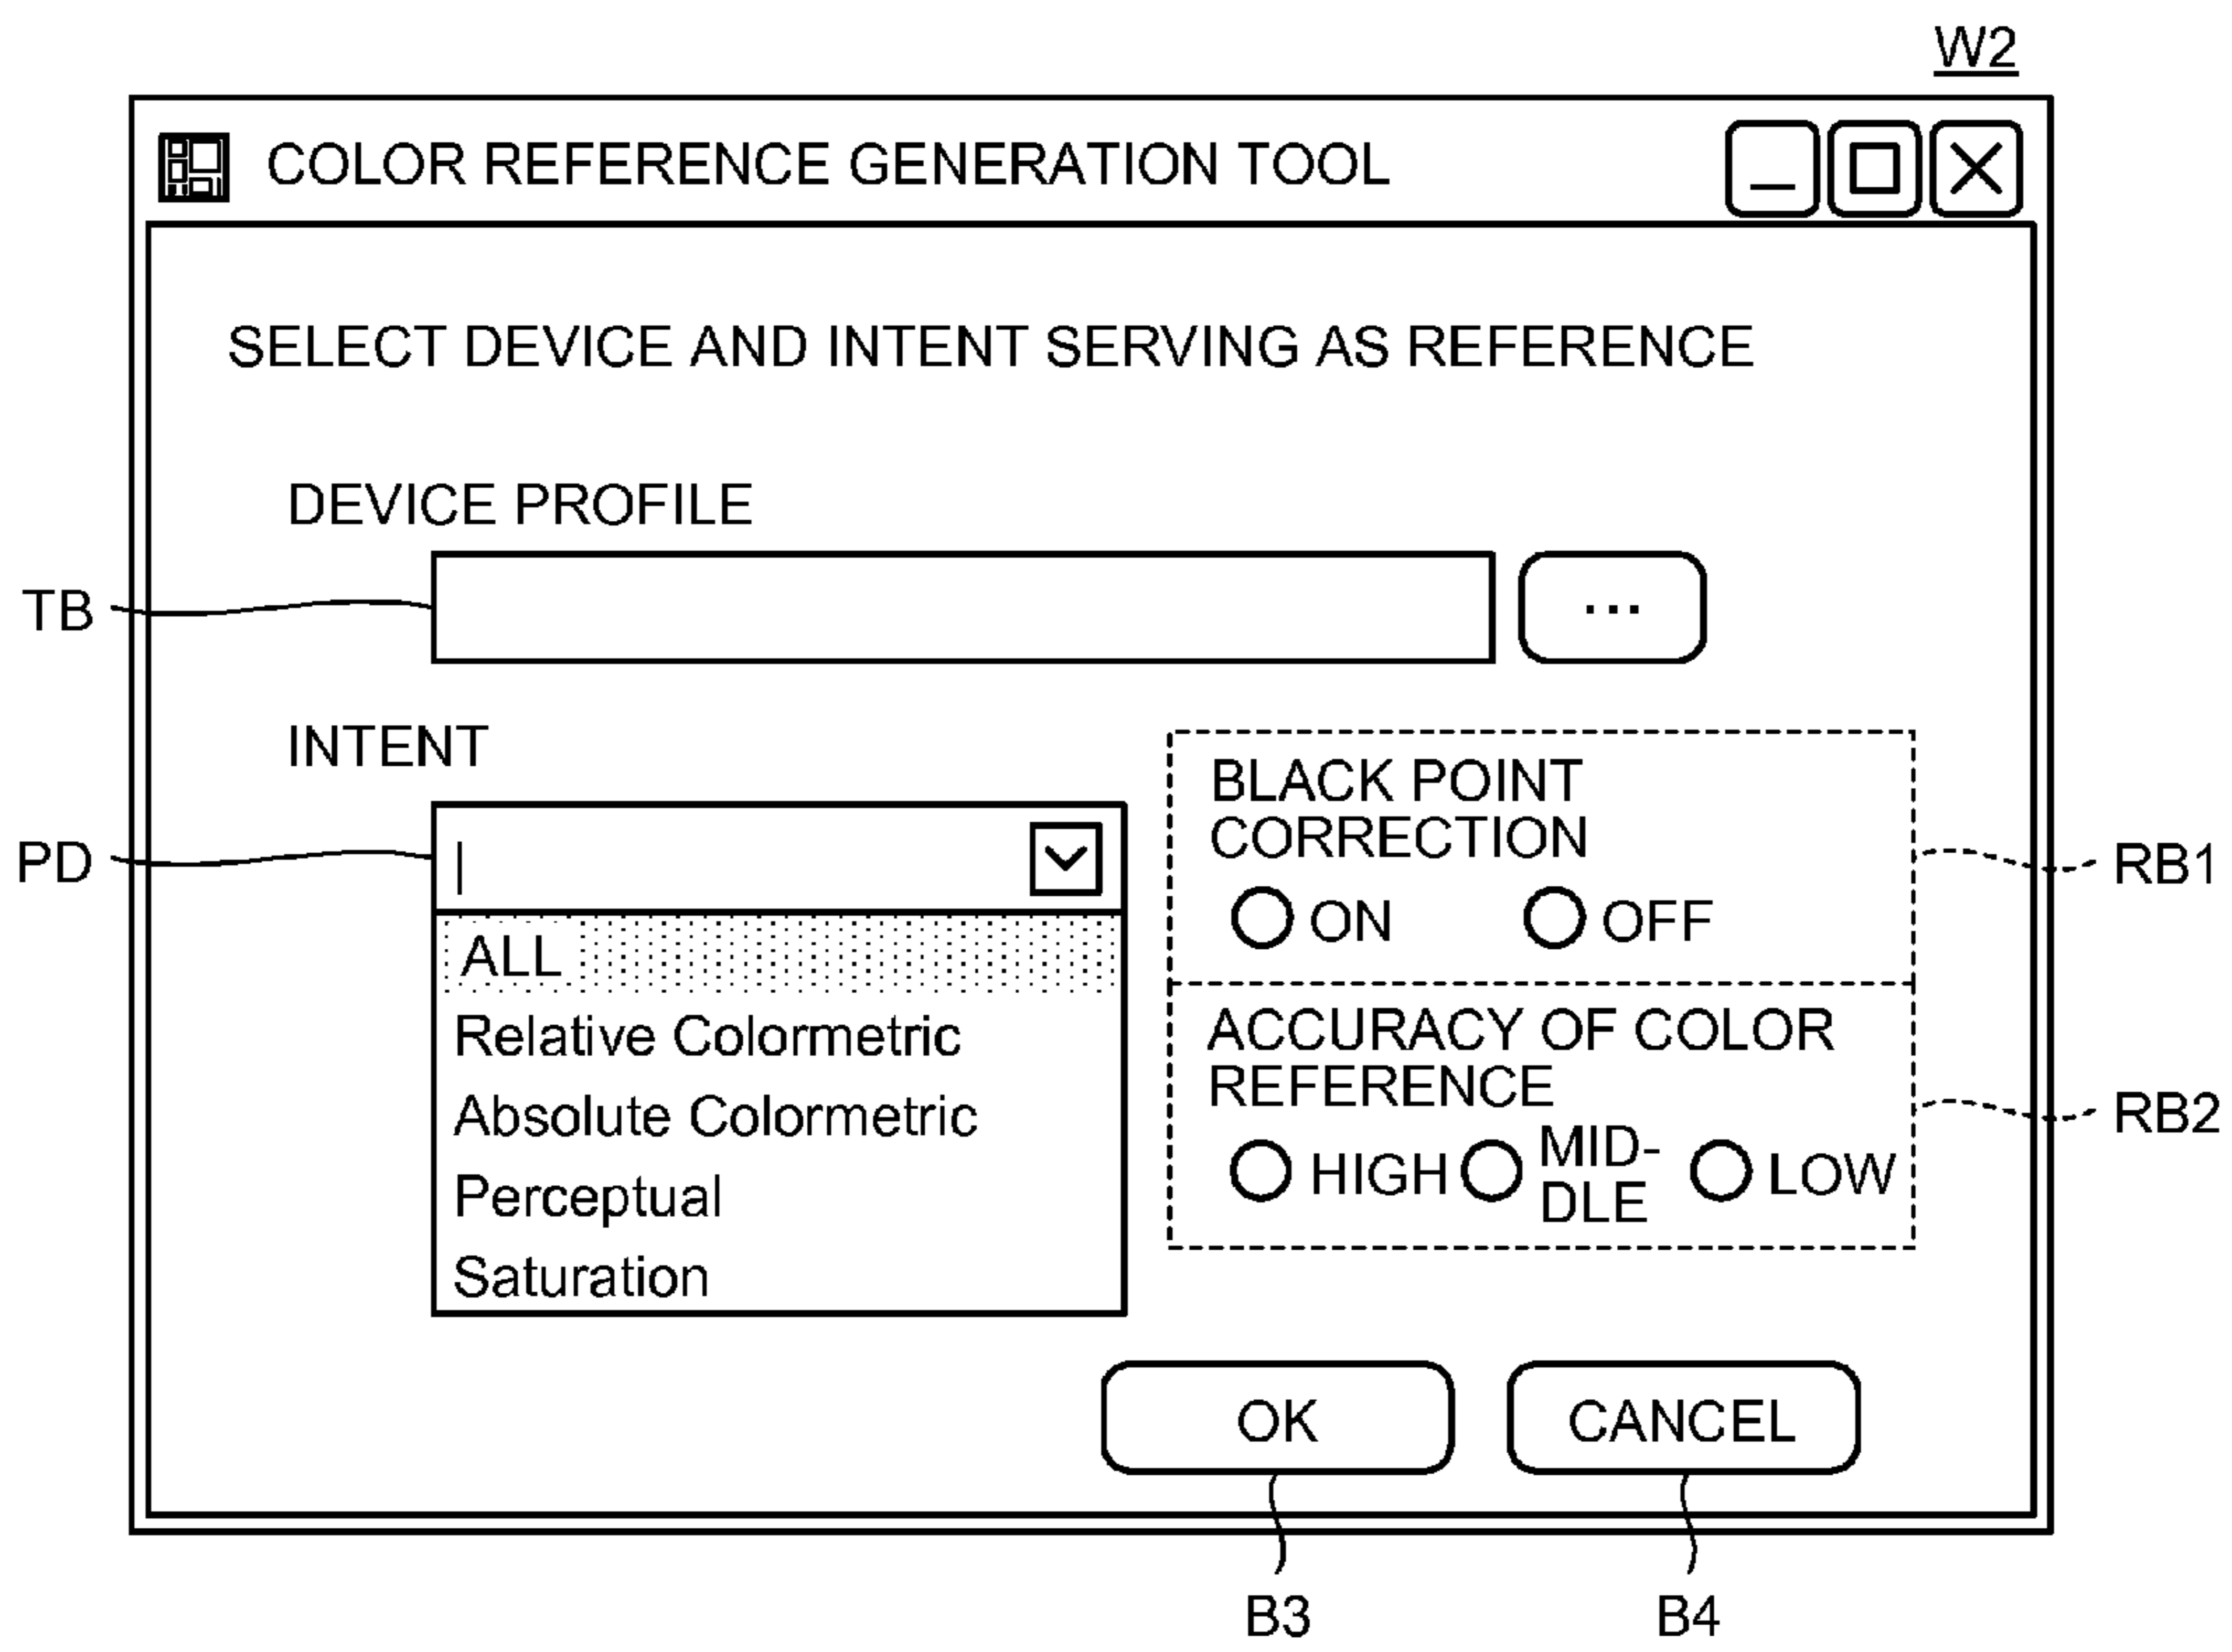 W2
COLOR REFERENCE GENERATION TOOL
SELECT DEVICE AND INTENT SERVING AS REFERENCE
DEVICE PROFILE
TB
...
INTENT
PD
ALL
Relative Colormetric
Absolute Colormetric
Perceptual
Saturation
BLACK POINT
CORRECTION
ON OFF
RB1
ACCURACY OF COLOR
REFERENCE
HIGH MID-
DLE LOW
RB2
OK CANCEL
B3 B4